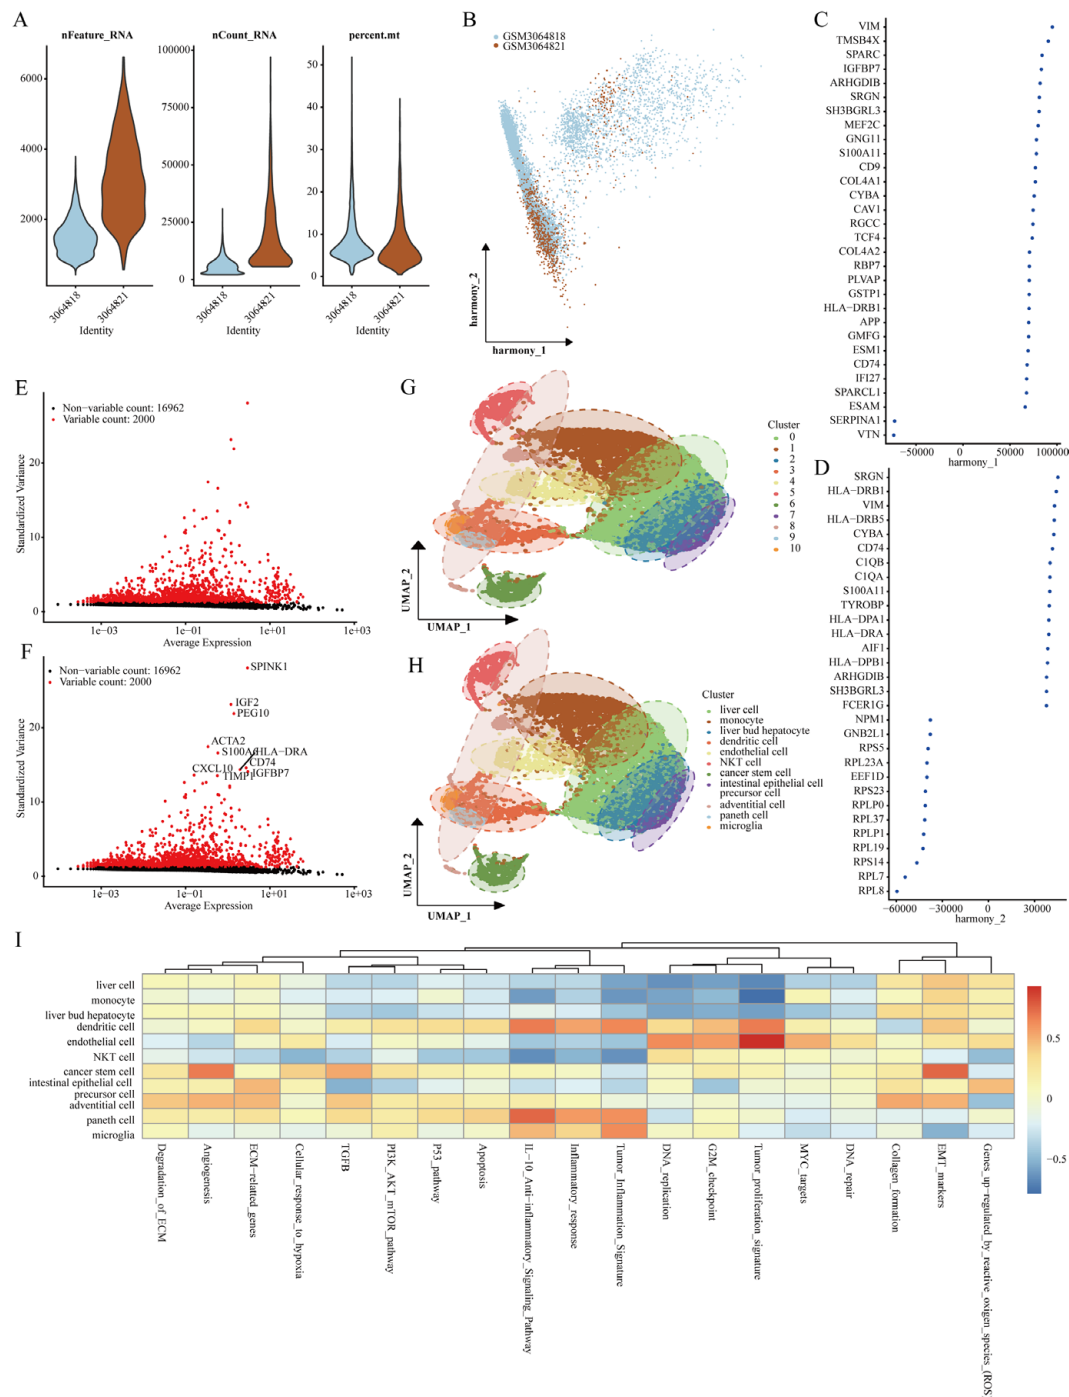 A
nFeature_RNA
nCount_RNA
percent.mt
6000
4000
2000
100000
75000
50000
25000
0
50
40
30
20
10
0
3064818
3064821
3064818
3064821
3064818
3064821
Identity
Identity
Identity
B
GSM3064818
GSM3064821
harmony_2
harmony_1
C
VIM
TMSB4X
SPARC
IGFBP7
ARHGDIB
SRGN
SH3BGRL3
MEF2C
GNG11
S100A11
CD9
COL4A1
CYBA
CAV1
RGCC
TCF4
COL4A2
RBP7
PLVAP
GSTP1
HLA−DRB1
APP
GMFG
ESM1
CD74
IFI27
SPARCL1
ESAM
SERPINA1
VTN
−50000
0
50000
100000
harmony_1
D
SRGN
HLA−DRB1
VIM
HLA−DRB5
CYBA
CD74
C1QB
C1QA
S100A11
TYROBP
HLA−DPA1
HLA−DRA
AIF1
HLA−DPB1
ARHGDIB
SH3BGRL3
FCER1G
NPM1
GNB2L1
RPS5
RPL23A
EEF1D
RPS23
RPLP0
RPL37
RPLP1
RPL19
RPS14
RPL7
RPL8
−60000
−30000
0
30000
harmony_2
E
Non−variable count: 16962
Variable count: 2000
Standardized Variance
20
10
0
1e−03
1e−01
1e+01
1e+03
Average Expression
F
Non−variable count: 16962
Variable count: 2000
SPINK1
IGF2
PEG10
ACTA2
S100A6
HLA−DRA
CD74
CXCL10
TIMP1
IGFBP7
Standardized Variance
20
10
0
1e−03
1e−01
1e+01
1e+03
Average Expression
G
UMAP_2
UMAP_1
Cluster
0
1
2
3
4
5
6
7
8
9
10
H
UMAP_2
UMAP_1
Cluster
liver cell
monocyte
liver bud hepatocyte
dendritic cell
endothelial cell
NKT cell
cancer stem cell
intestinal epithelial cell
precursor cell
adventitial cell
paneth cell
microglia
I
liver cell
monocyte
liver bud hepatocyte
dendritic cell
endothelial cell
NKT cell
cancer stem cell
intestinal epithelial cell
precursor cell
adventitial cell
paneth cell
microglia
Degradation_of_ECM
Angiogenesis
ECM−relatted_genes
Cellular_response_to_hypoxia
TGFB
PI3K_AKT_mTOR_pathway
P53_pathway
Apoptosis
IL−10_Anti−inflammatory_Signaling_Pathway
Inflammatory_response
Tumor_Inflammation_Signature
DNA_replication
G2M_checkpoint
Tumor_proliferation_signature
MYC_targets
DNA_repair
Collagen_formation
EMT_markers
Genes_up−regulated_by_reactive_oxigen_species_(ROS
0.5
0
−0.5